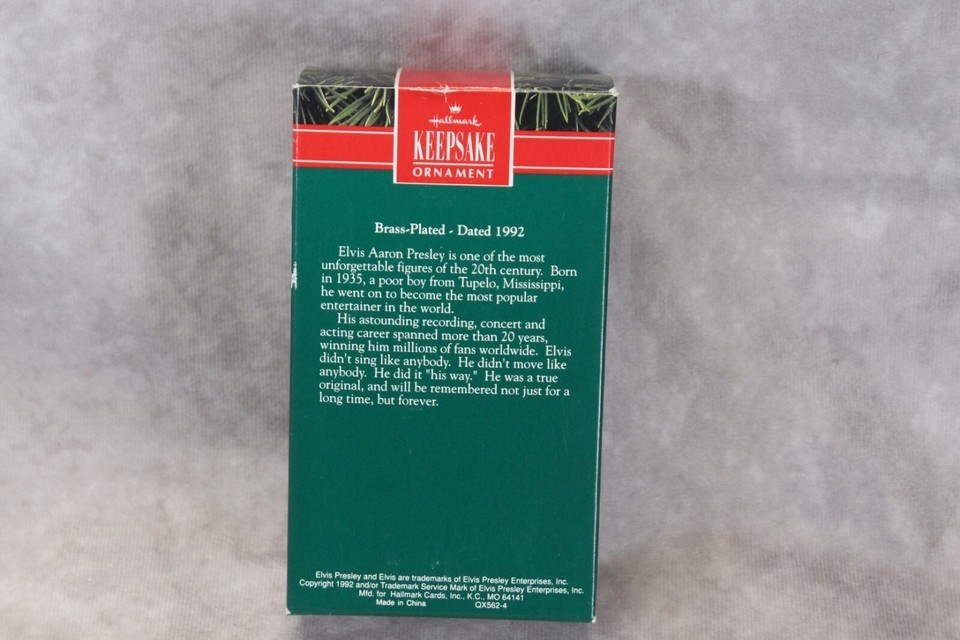 Hallmark
KEEPSAKE
ORNAMENT
Brass-Plated - Dated 1992
Elvis Aaron Presley is one of the most
unforgettable figures of the 20th century. Born
in 1935, a poor boy from Tupelo, Mississippi,
he went on to become the most popular
entertainer in the world.
His astounding recording, concert and
acting career spanned more than 20 years,
winning him millions of fans worldwide. Elvis
didn't sing like anybody. He didn't move like
anybody. He did it "his way." He was a true
original, and will be remembered not just for a
long time, but forever.
Elvis Presley and Elvis are trademarks of Elvis Presley Enterprises, Inc.
Copyright 1992 and/or Trademark Service Mark of Elvis Presley Enterprises, Inc.
Mfd. for Hallmark Cards, Inc., K.C., MO 64141
Made in China QX562-4